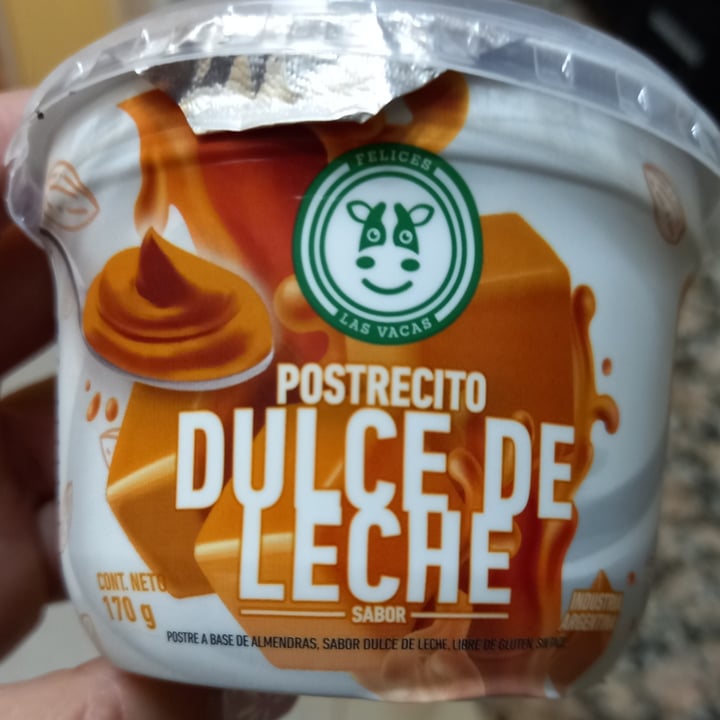 FELICES
LAS VACAS
POSTRECITO
DULCE DE
LECHE
SABOR
CONT. NETO
170 g
INDUSTRIA
ARGENTINA
POSTRE A BASE DE ALMENDRAS, SABOR DULCE DE LECHE, LIBRE DE GLUTEN, SIN